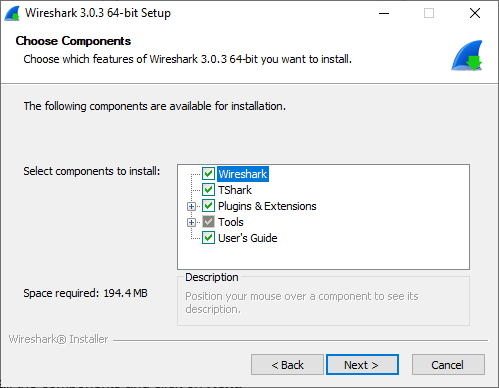 Wireshark 3.0.3 64-bit Setup
Choose Components
Choose which features of Wireshark 3.0.3 64-bit you want to install.
The following components are available for installation.
Select components to install:
Wireshark
TShark
Plugins & Extensions
Tools
User's Guide
Space required: 194.4 MB
Description
Position your mouse over a component to see its
description.
Wireshark® Installer
< Back
Next >
Cancel